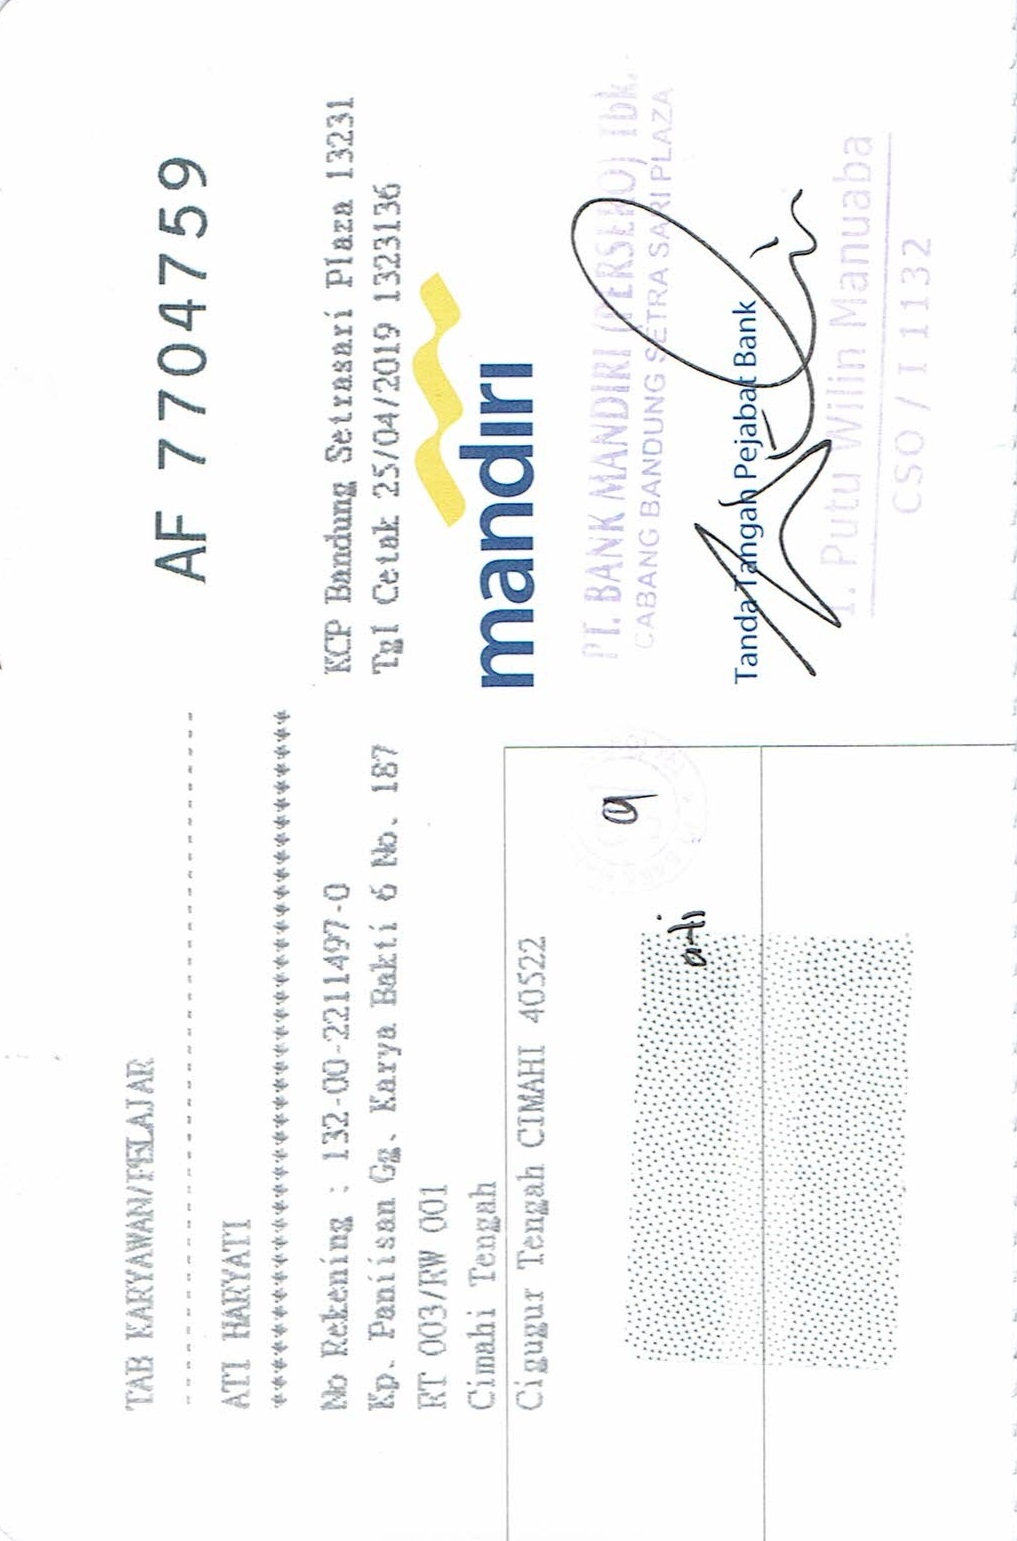 TAB KARYAWAN/PELAJAR
----------------------------------------
AF 7704759
ATI HARYATI
****************************************
No Rekening : 132-00-2211497-0
Kp. Paniisan Gg. Karya Bakti 6 No. 187
RT 003/RW 001
Cimahi Tengah
Cigugur Tengah CIMAHI 40522
KCP Bandung Setrasari Plaza 13231
Tgl Cetak 25/04/2019 1323136
mandiri
PT. BANK MANDIRI (PERSERO) Tbk.
CABANG BANDUNG SETRA SARI PLAZA
ati
Tanda Tangan Pejabat Bank
I. Putu Wilin Manuaba
CSO / I 1132